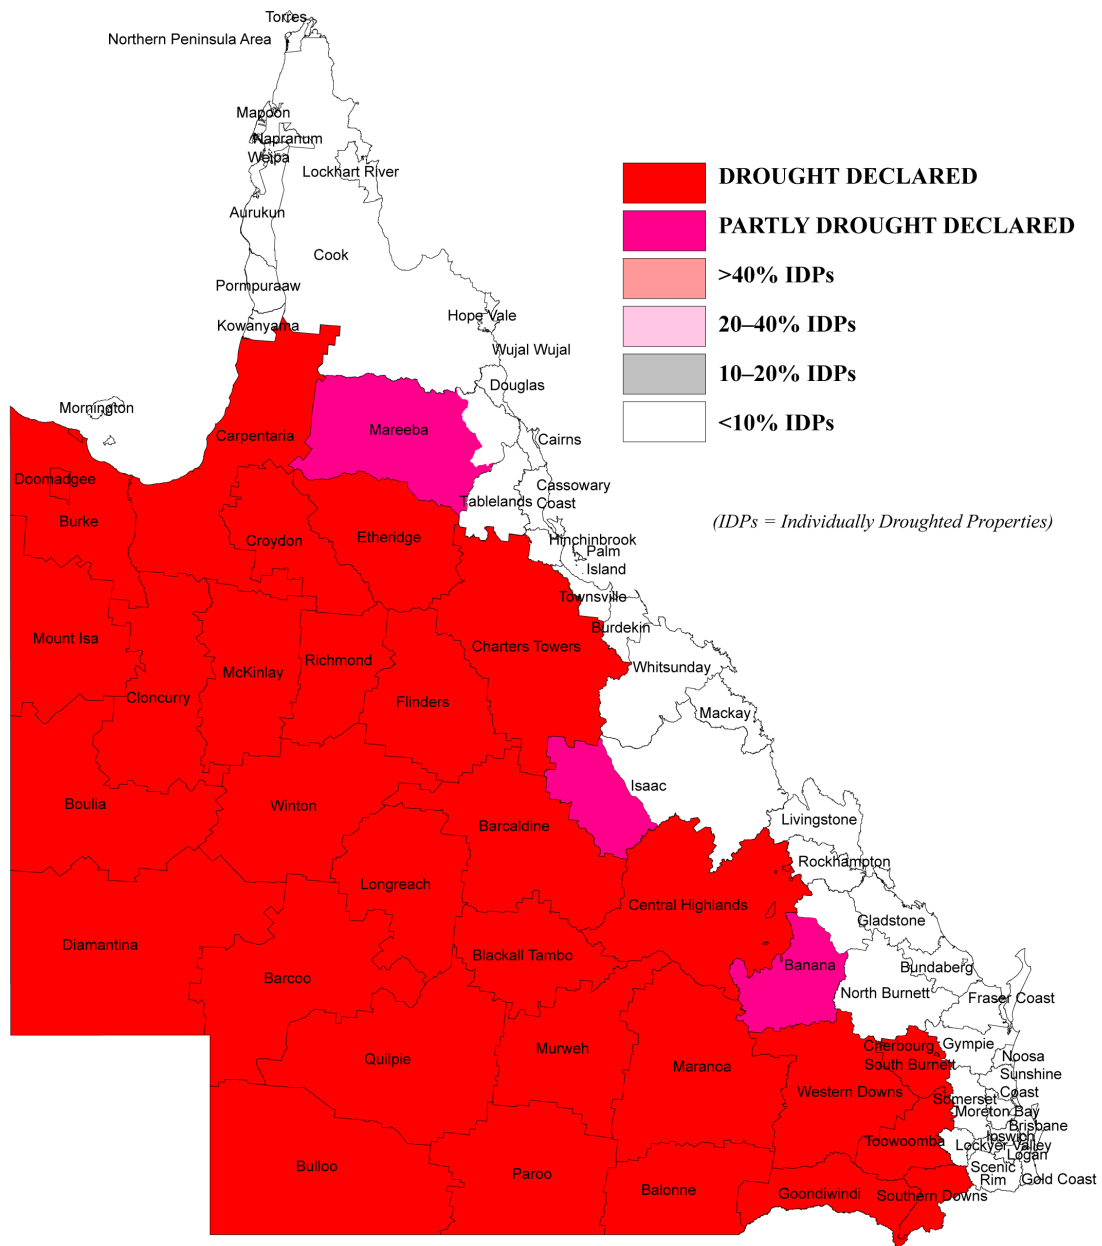 Torres
Northern Peninsula Area
Mapoon
Napranum
Weipa
Lockhart River
Aurukun
Cook
Pormpuraaw
Kowanyama
Hope Vale
Wujal Wujal
Douglas
Mornington
Mareeba
Carpentaria
Cairns
Doomadgee
Cassowary
Coast
Tablelands
Burke
Croydon
Etheridge
Hinchinbrook
Palm
Island
Townsville
Burdekin
Mount Isa
Charters Towers
McKinlay
Richmond
Whitsunday
Cloncurry
Flinders
Mackay
Isaac
Boulia
Winton
Barcaldine
Livingstone
Rockhampton
Longreach
Central Highlands
Gladstone
Diamantina
Blackall Tambo
Barcoo
Banana
Bundaberg
North Burnett
Fraser Coast
Quilpie
Murweh
Maranoa
Cherbourg
Gympie
South Burnett
Noosa
Sunshine
Coast
Western Downs
Somerset
Moreton Bay
Brisbane
Toowoomba
Ipswich
Lockyer Valley
Logan
Bulloo
Paroo
Balonne
Goondiwindi
Southern Downs
Scenic
Rim
Gold Coast
DROUGHT DECLARED
PARTLY DROUGHT DECLARED
>40% IDPs
20–40% IDPs
10–20% IDPs
<10% IDPs
(IDPs = Individually Droughted Properties)